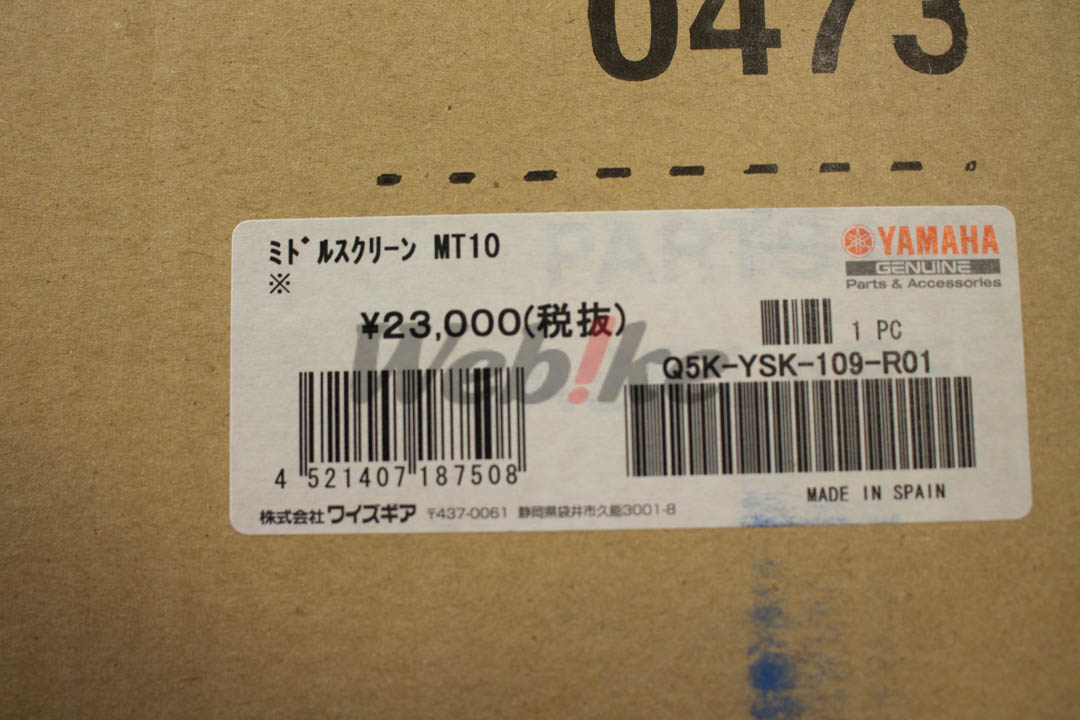 0473
ミドルスクリーン MT10
※
¥23,000(税抜)
YAMAHA
GENUINE
Parts & Accessories
1 PC
Q5K-YSK-109-R01
Web!ke
4 521407 187508
MADE IN SPAIN
株式会社 ワイズギア 〒437-0061 静岡県袋井市久能3001-8